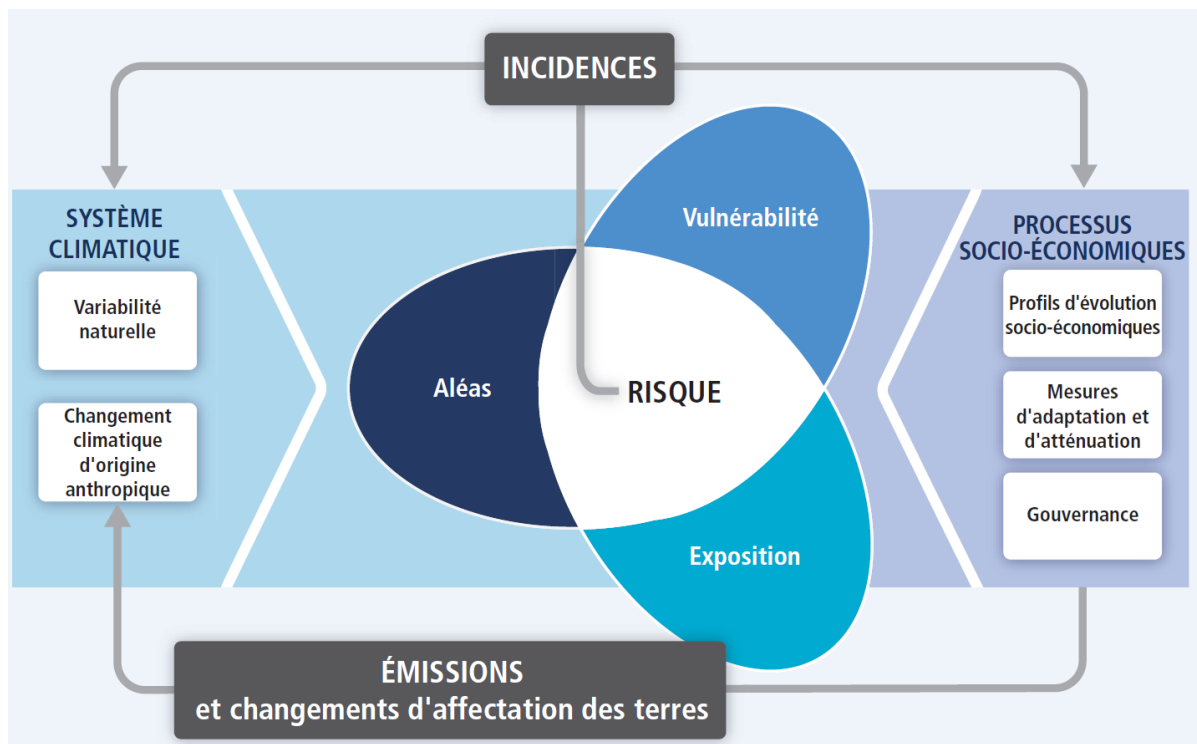 INCIDENCES
SYSTÈME
CLIMATIQUE
Variabilité
naturelle
Changement
climatique
d'origine
anthropique
Vulnérabilité
Aléas
RISQUE
Exposition
PROCESSUS
SOCIO-ÉCONOMIQUES
Profils d'évolution
socio-économiques
Mesures
d'adaptation et
d'atténuation
Gouvernance
ÉMISSIONS
et changements d'affectation des terres